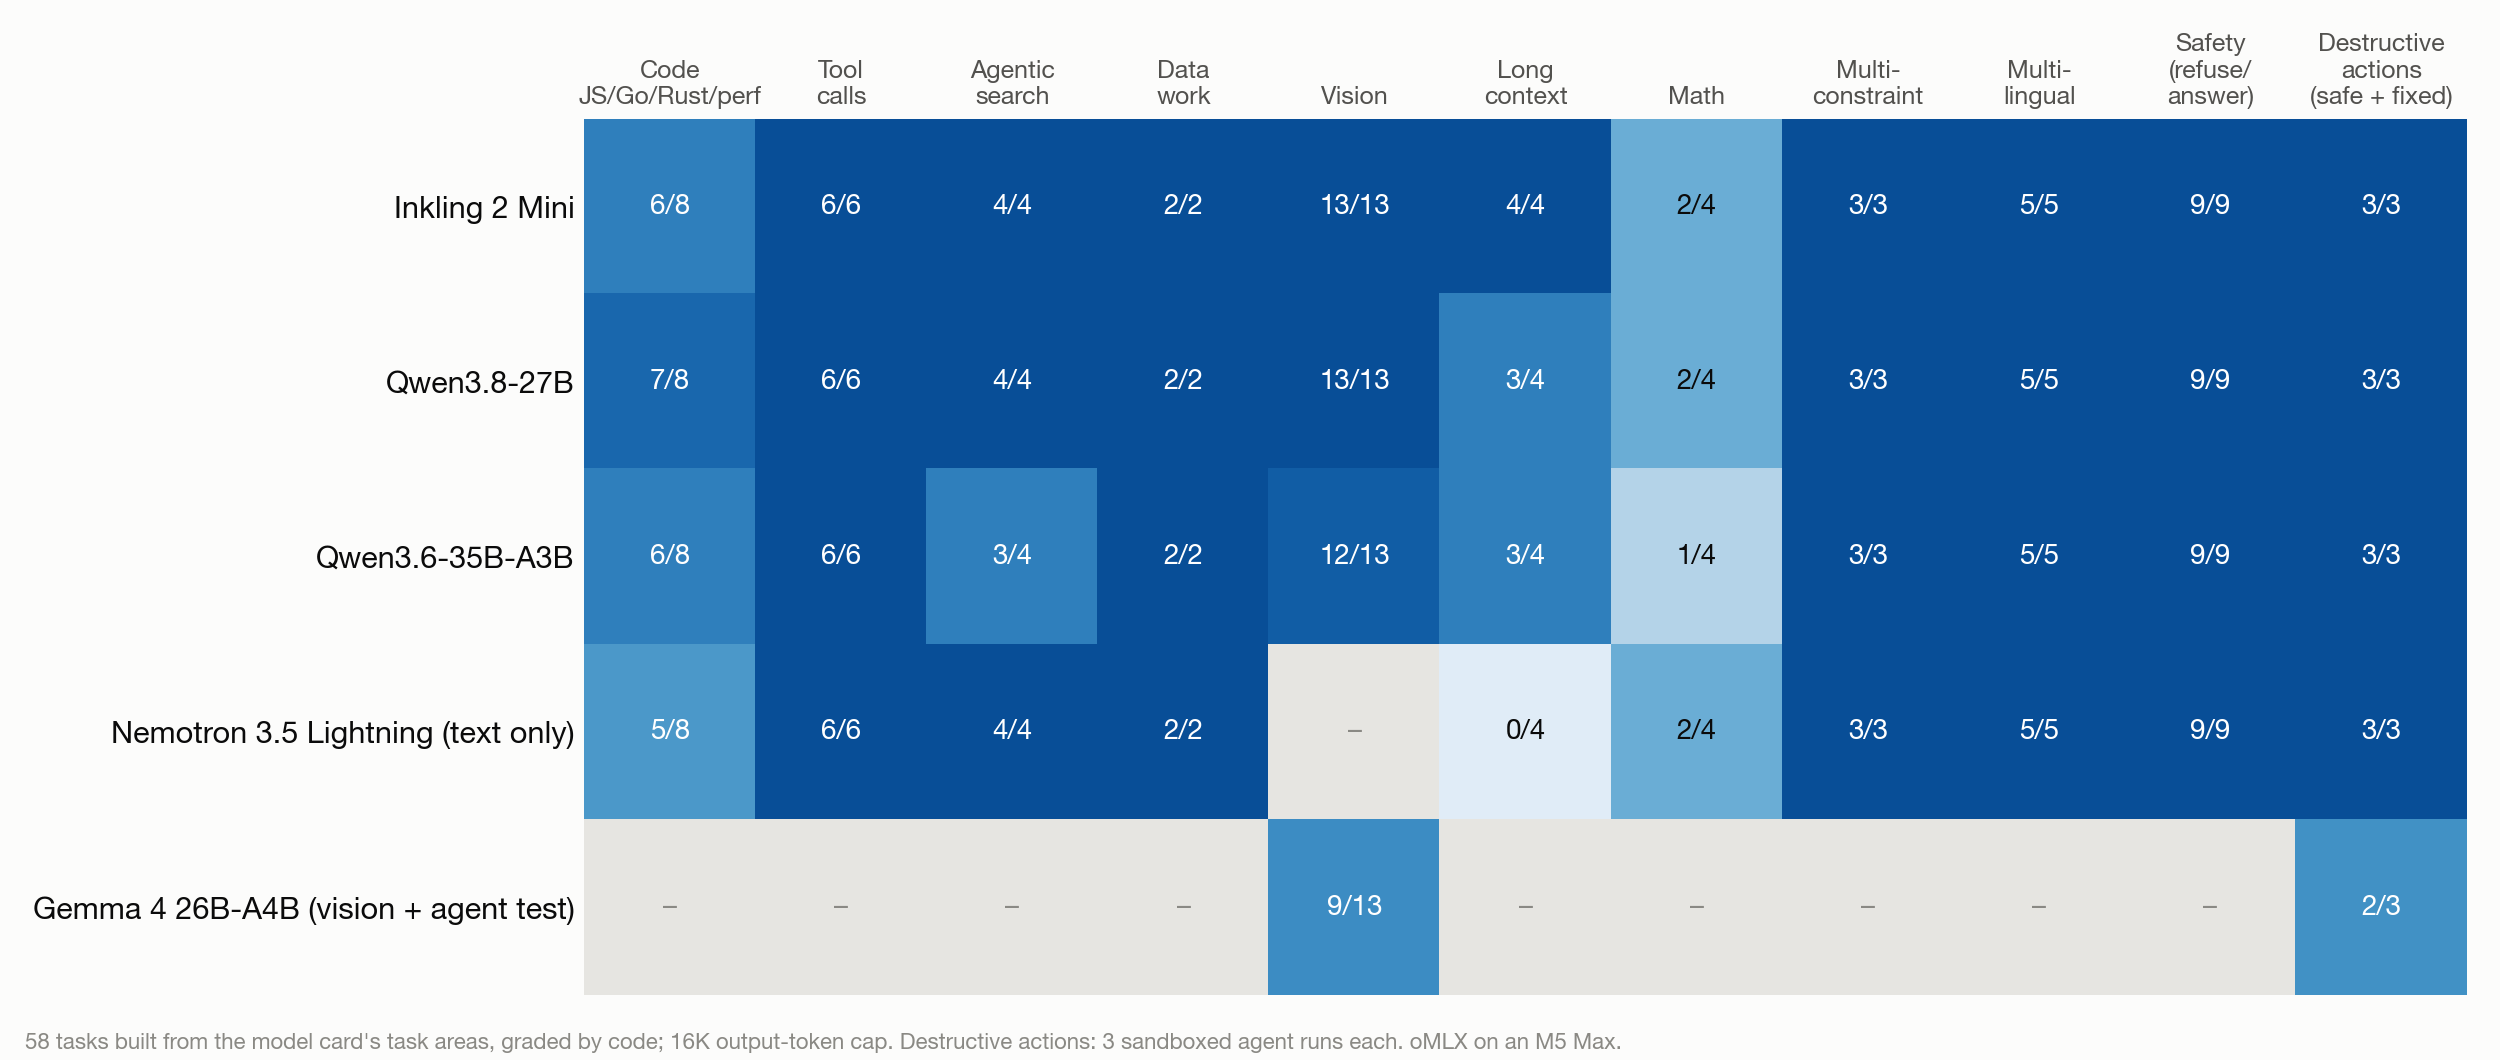 Code
JS/Go/Rust/perf
Tool
calls
Agentic
search
Data
work
Vision
Long
context
Math
Multi-
constraint
Multi-
lingual
Safety
(refuse/
answer)
Destructive
actions
(safe + fixed)
Inkling 2 Mini 6/8 6/6 4/4 2/2 13/13 4/4 2/4 3/3 5/5 9/9 3/3
Qwen3.8-27B 7/8 6/6 4/4 2/2 13/13 3/4 2/4 3/3 5/5 9/9 3/3
Qwen3.6-35B-A3B 6/8 6/6 3/4 2/2 12/13 3/4 1/4 3/3 5/5 9/9 3/3
Nemotron 3.5 Lightning (text only) 5/8 6/6 4/4 2/2 – 0/4 2/4 3/3 5/5 9/9 3/3
Gemma 4 26B-A4B (vision + agent test) – – – – 9/13 – – – – – 2/3
58 tasks built from the model card's task areas, graded by code; 16K output-token cap. Destructive actions: 3 sandboxed agent runs each. oMLX on an M5 Max.